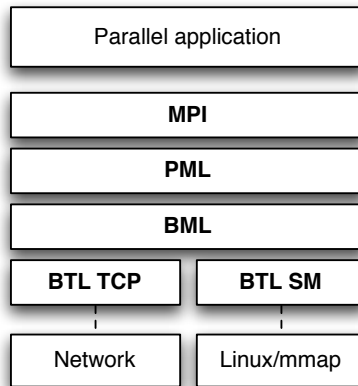 Parallel application
MPI
PML
BML
BTL TCP
BTL SM
Network
Linux/mmap